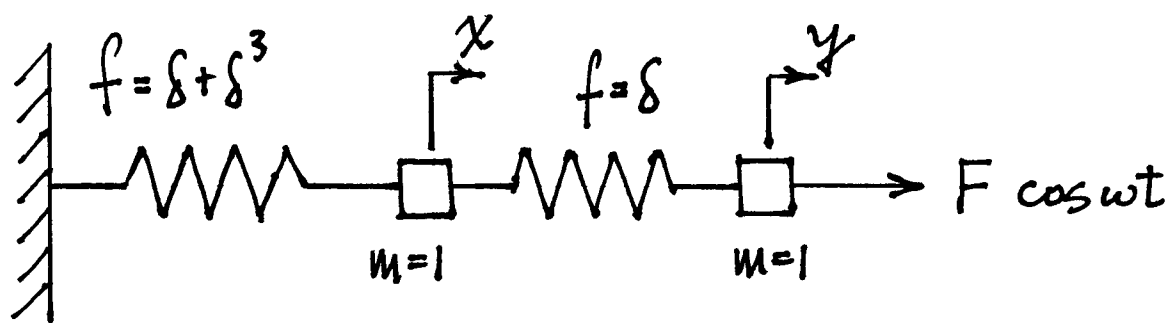 f = δ + δ³
x
f = δ
y
F cos ωt
m=1
m=1